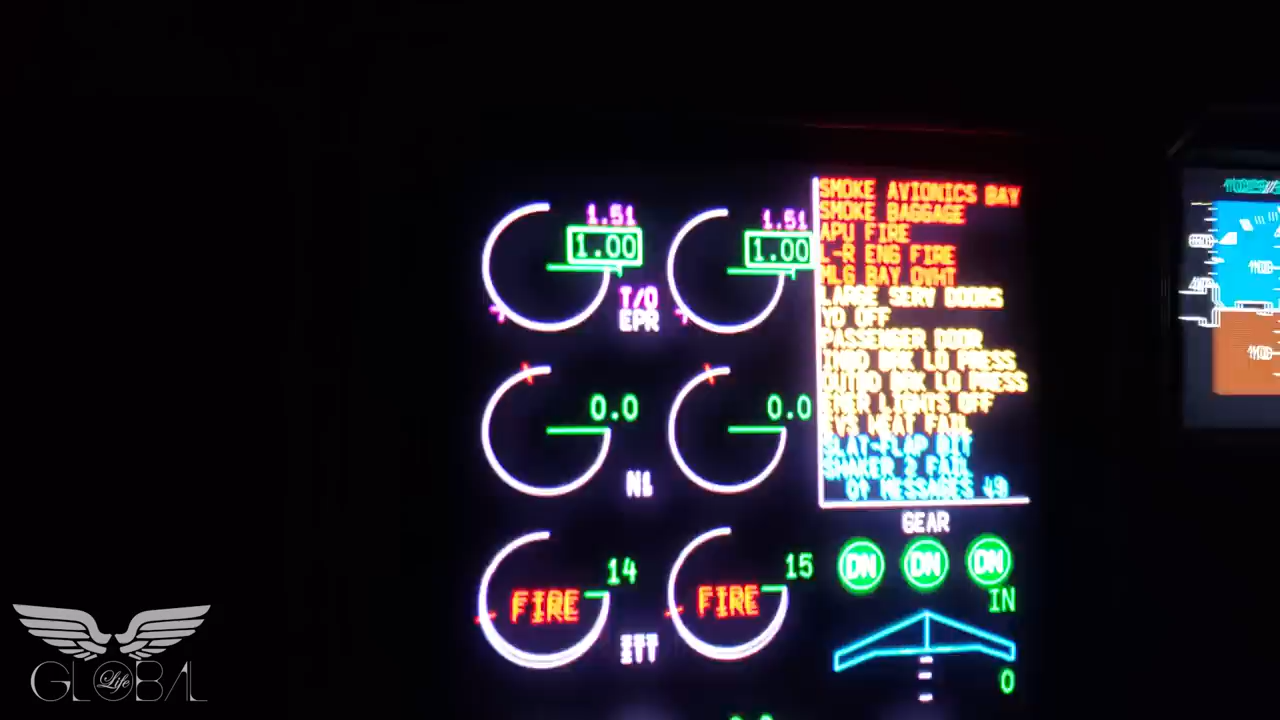 1.51
1.00
1.51
1.00
T/O
EPR
0.0
0.0
N1
14
15
FIRE
FIRE
ITT
SMOKE AVIONICS BAY
SMOKE BAGGAGE
APU FIRE
L-R ENG FIRE
MLG BAY OVHT
LARGE SERV DOORS
YD OFF
PASSENGER DOOR
INBD BRK LO PRESS
OUTBD BRK LO PRESS
EMER LIGHTS OFF
EVS HEAT FAIL
SLAT-FLAP BIT
SHAKER 2 FAIL
OF MESSAGES 49
GEAR
DN DN DN
IN
0
GLOBAL
Life